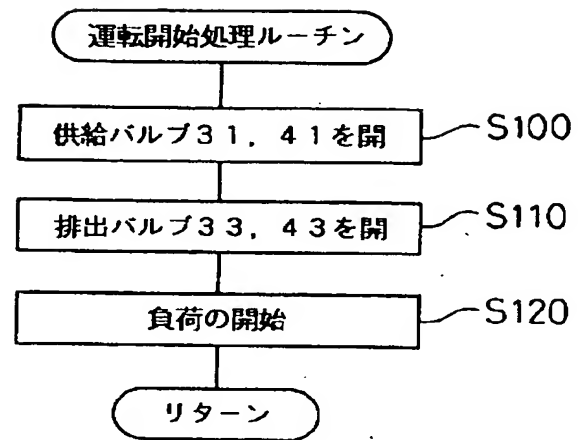 運転開始処理ルーチン
供給バルブ31，41を開
S100
排出バルブ33，43を開
S110
負荷の開始
S120
リターン